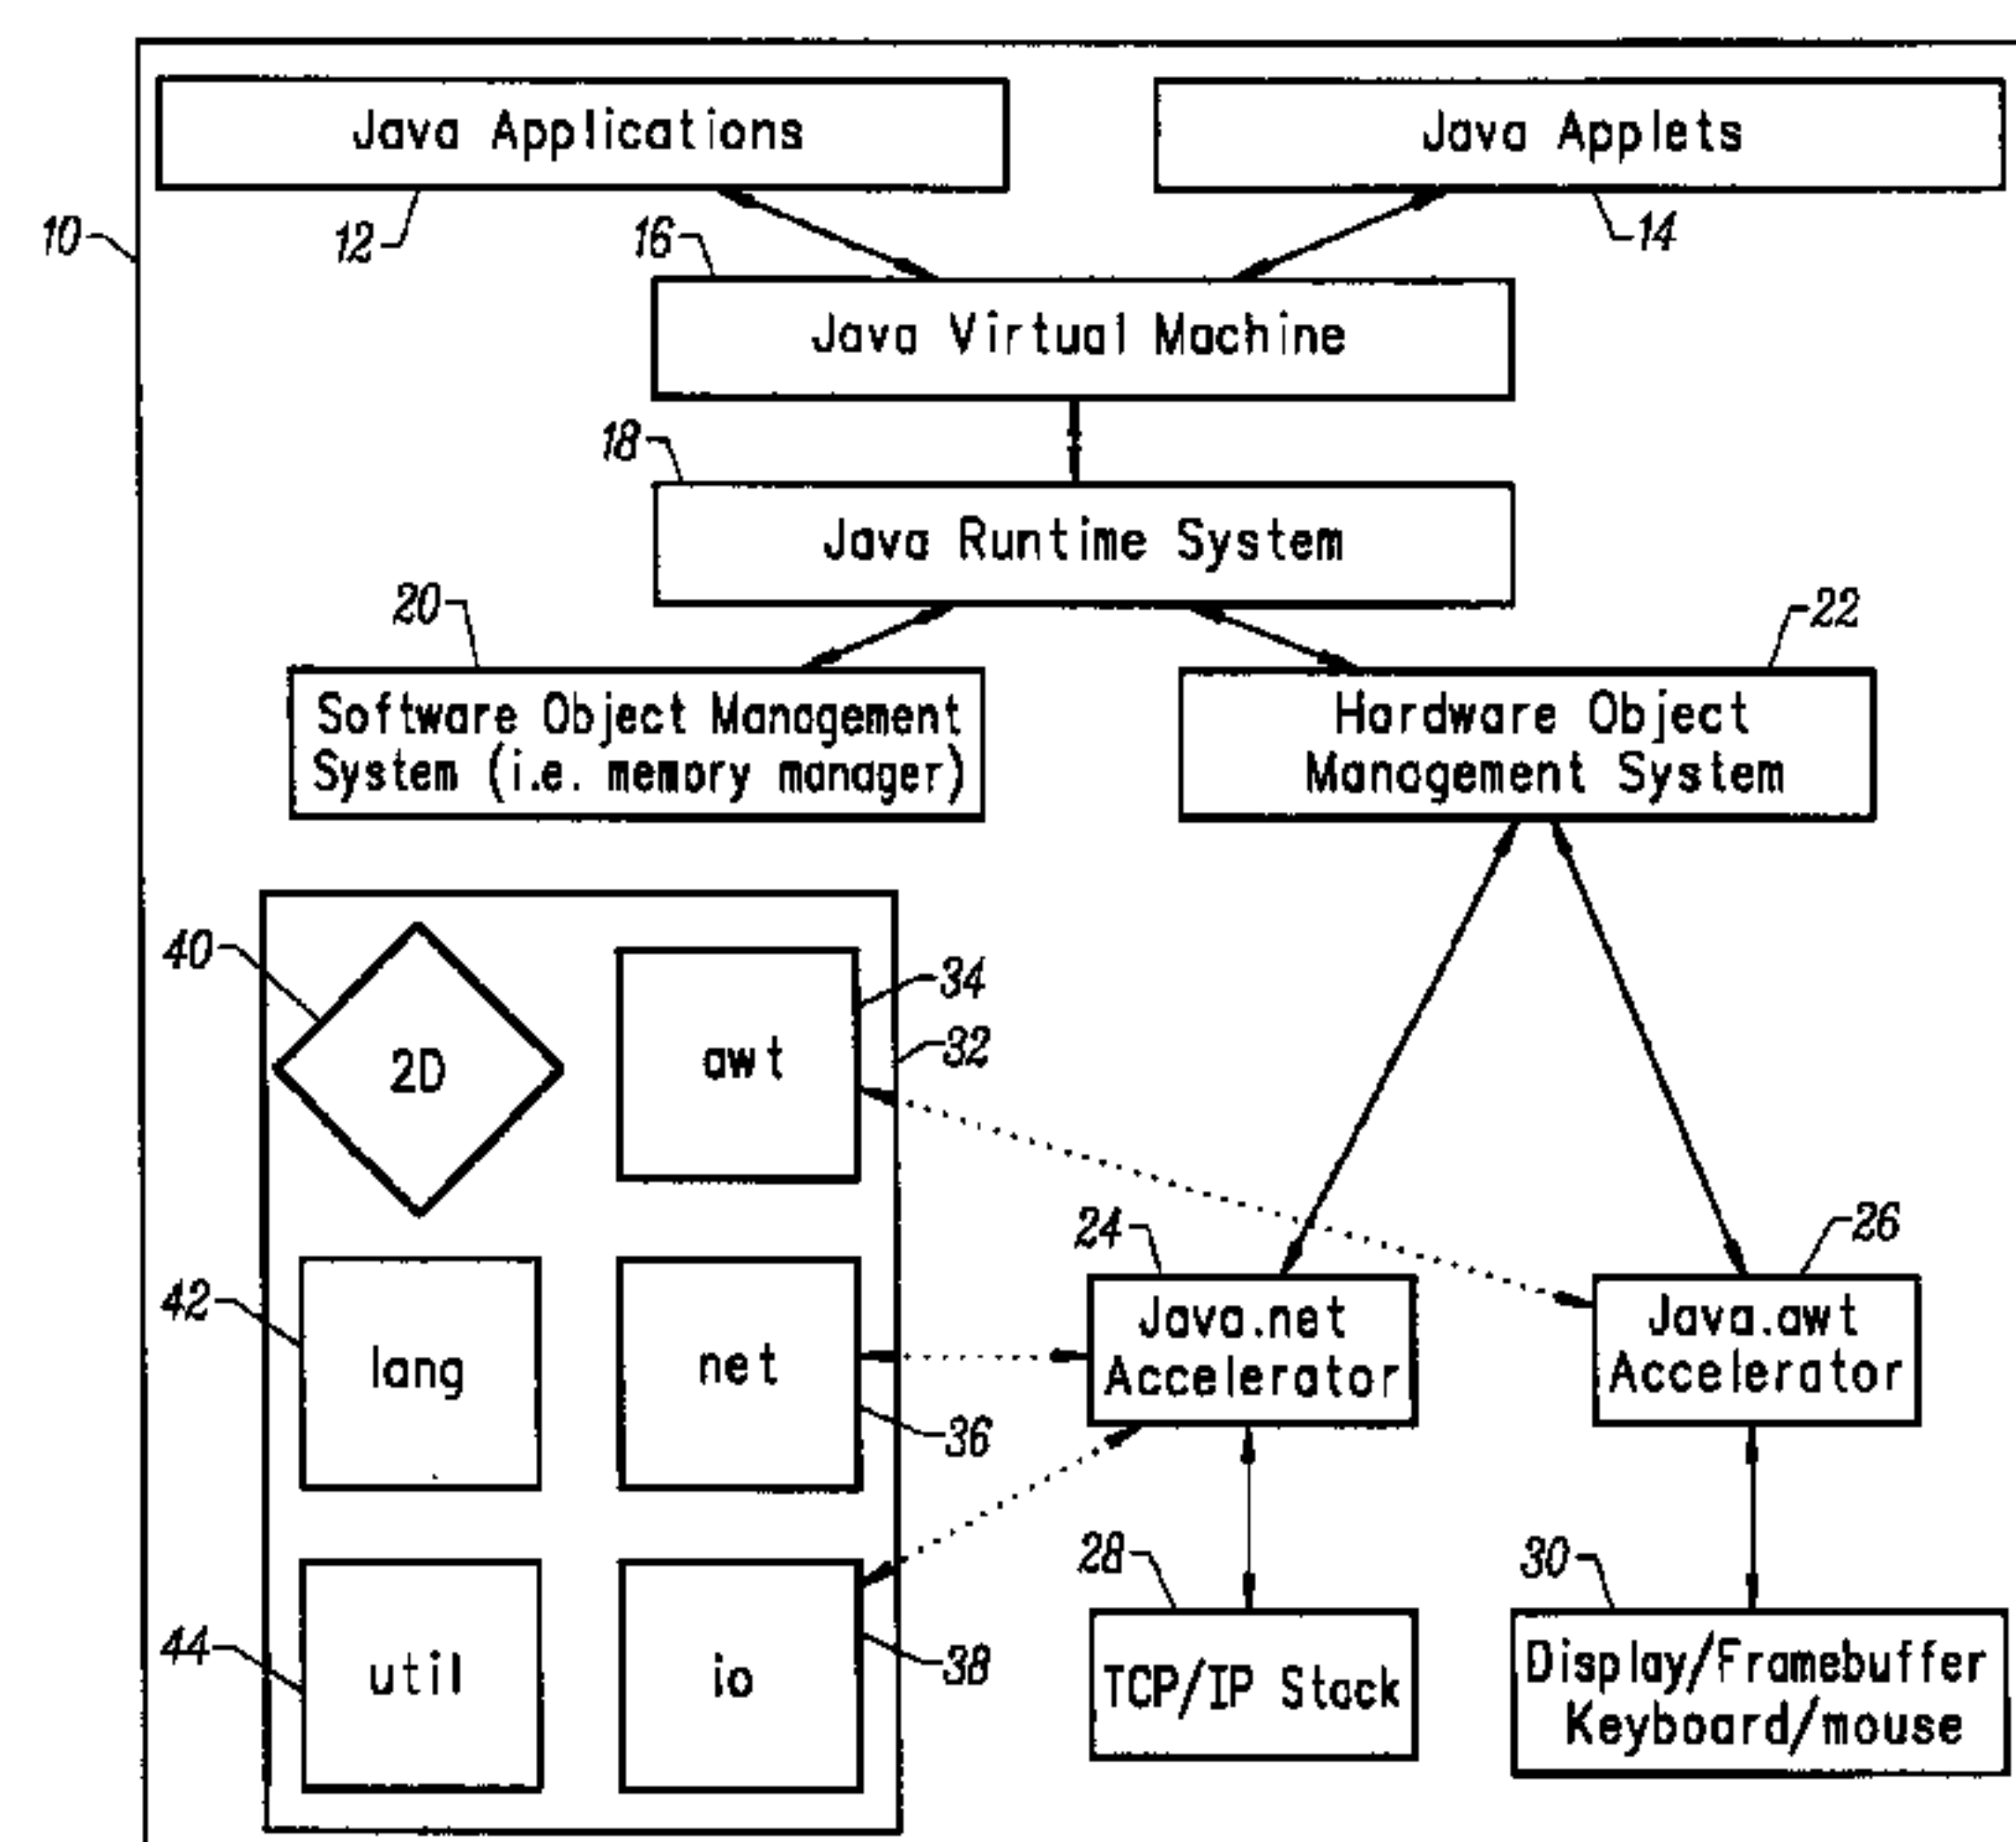 Java Applications
Java Applets
10
12
16
14
Java Virtual Machine
18
Java Runtime System
20
22
Software Object Management
System (i.e. memory manager)
Hardware Object
Management System
40
34
2D
awt
32
24
26
42
lang
net
Java.net
Accelerator
Java.awt
Accelerator
36
28
30
44
util
io
38
TCP/IP Stack
Display/Framebuffer
Keyboard/mouse